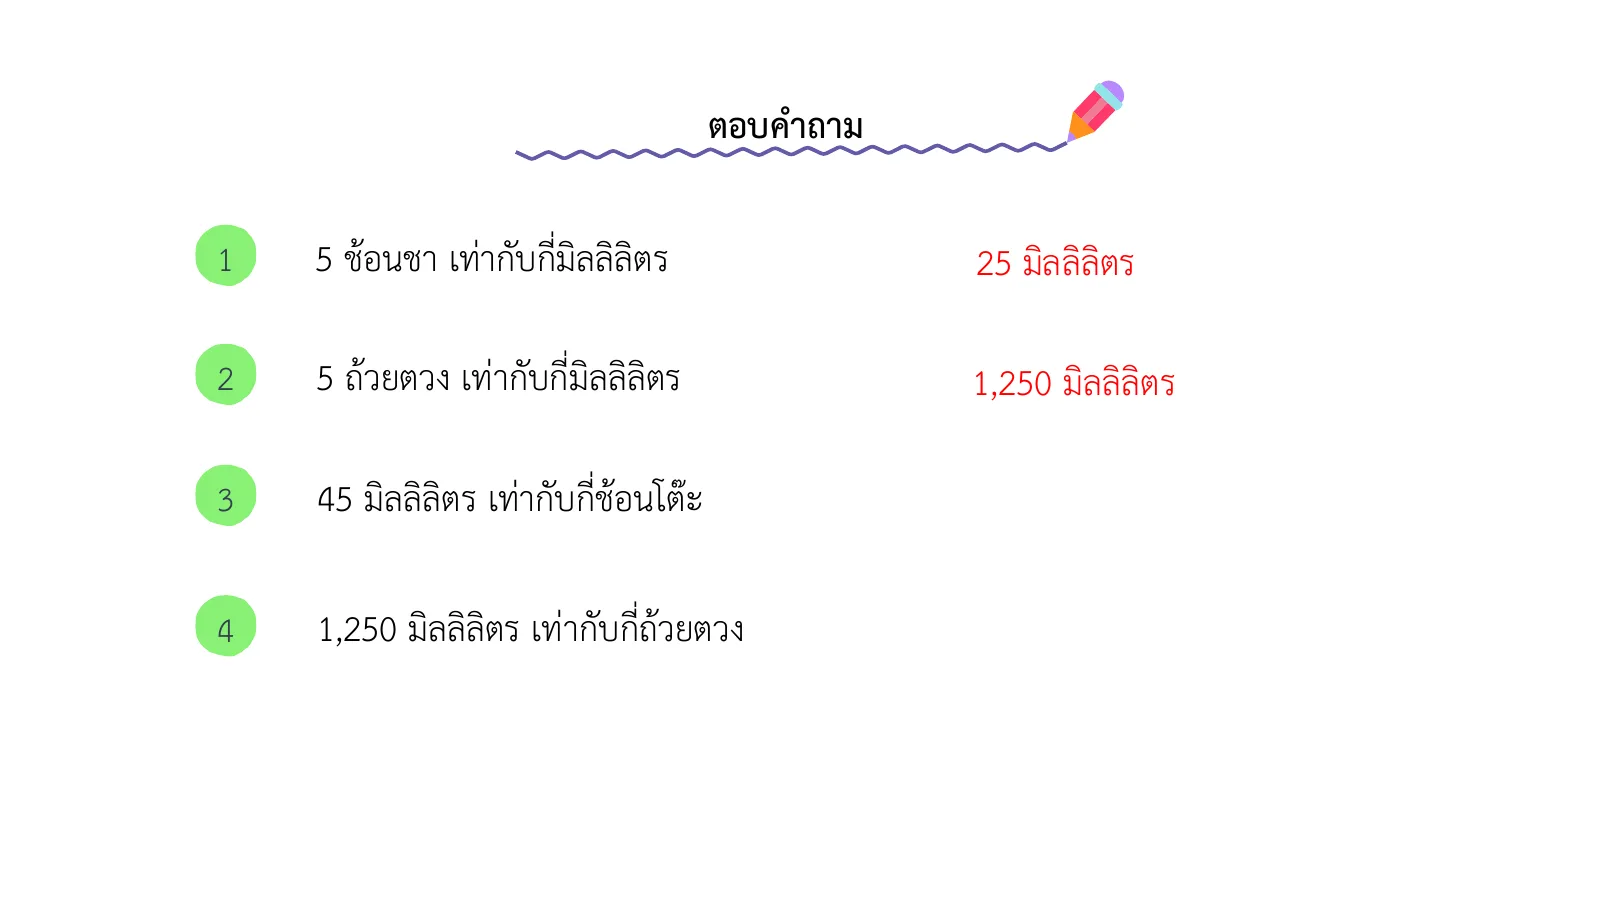 ตอบคำถาม
1 5 ช้อนชา เท่ากับกี่มิลลิลิตร 25 มิลลิลิตร
2 5 ถ้วยตวง เท่ากับกี่มิลลิลิตร 1,250 มิลลิลิตร
3 45 มิลลิลิตร เท่ากับกี่ช้อนโต๊ะ
4 1,250 มิลลิลิตร เท่ากับกี่ถ้วยตวง